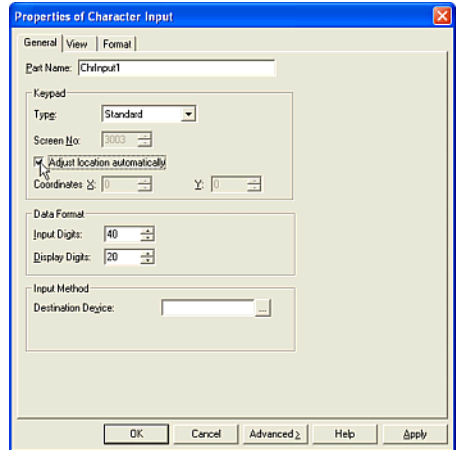 Properties of Character Input
General View Format
Part Name: ChrInput1
Keypad
Type: Standard
Screen No: 3003
Adjust location automatically
Coordinates X: 0 Y: 0
Data Format
Input Digits: 40
Display Digits: 20
Input Method
Destination Device: ...
OK Cancel Advanced > Help Apply